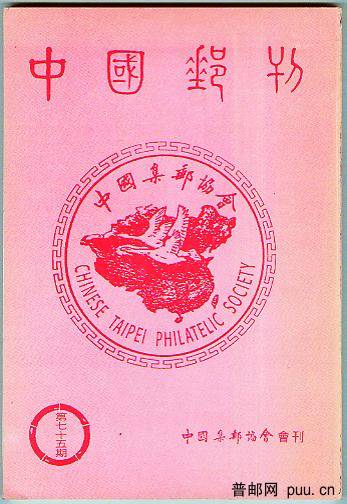 中國郵刊
中國集郵協會
CHINESE TAIPEI PHILATELIC SOCIETY
第七十五期
中國集郵協會會刊
普邮网 puu.cn